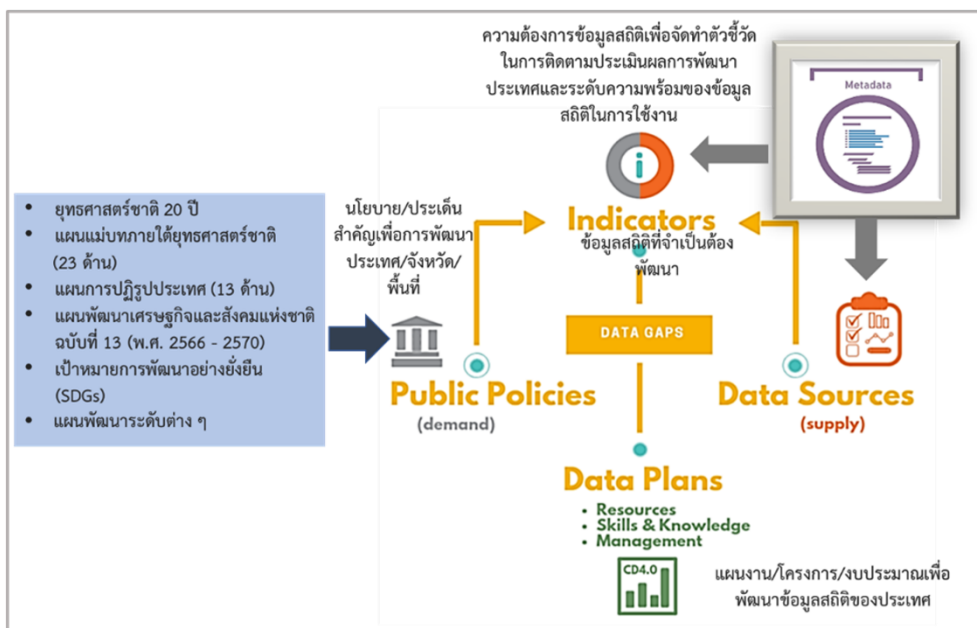 ความต้องการข้อมูลสถิติเพื่อจัดทำตัวชี้วัด
ในการติดตามประเมินผลการพัฒนา
ประเทศและระดับความพร้อมของข้อมูล
สถิติในการใช้งาน
Metadata
• ยุทธศาสตร์ชาติ 20 ปี
• แผนแม่บทภายใต้ยุทธศาสตร์ชาติ
(23 ด้าน)
• แผนการปฏิรูปประเทศ (13 ด้าน)
• แผนพัฒนาเศรษฐกิจและสังคมแห่งชาติ
ฉบับที่ 13 (พ.ศ. 2566 - 2570)
• เป้าหมายการพัฒนาอย่างยั่งยืน
(SDGs)
• แผนพัฒนาระดับต่าง ๆ
นโยบาย/ประเด็น
สำคัญเพื่อการพัฒนา
ประเทศ/จังหวัด/
พื้นที่
Indicators
ข้อมูลสถิติที่จำเป็นต้อง
พัฒนา
DATA GAPS
Public Policies
(demand)
Data Sources
(supply)
Data Plans
• Resources
• Skills & Knowledge
• Management
CD4.0
แผนงาน/โครงการ/งบประมาณเพื่อ
พัฒนาข้อมูลสถิติของประเทศ